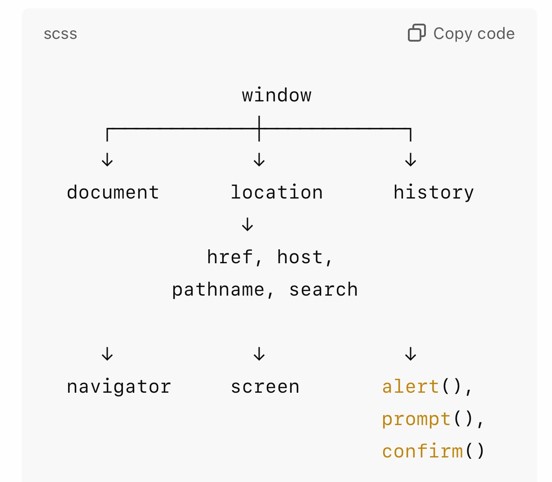 scss
Copy code
window
document location history
href, host,
pathname, search
navigator screen alert(),
prompt(),
confirm()